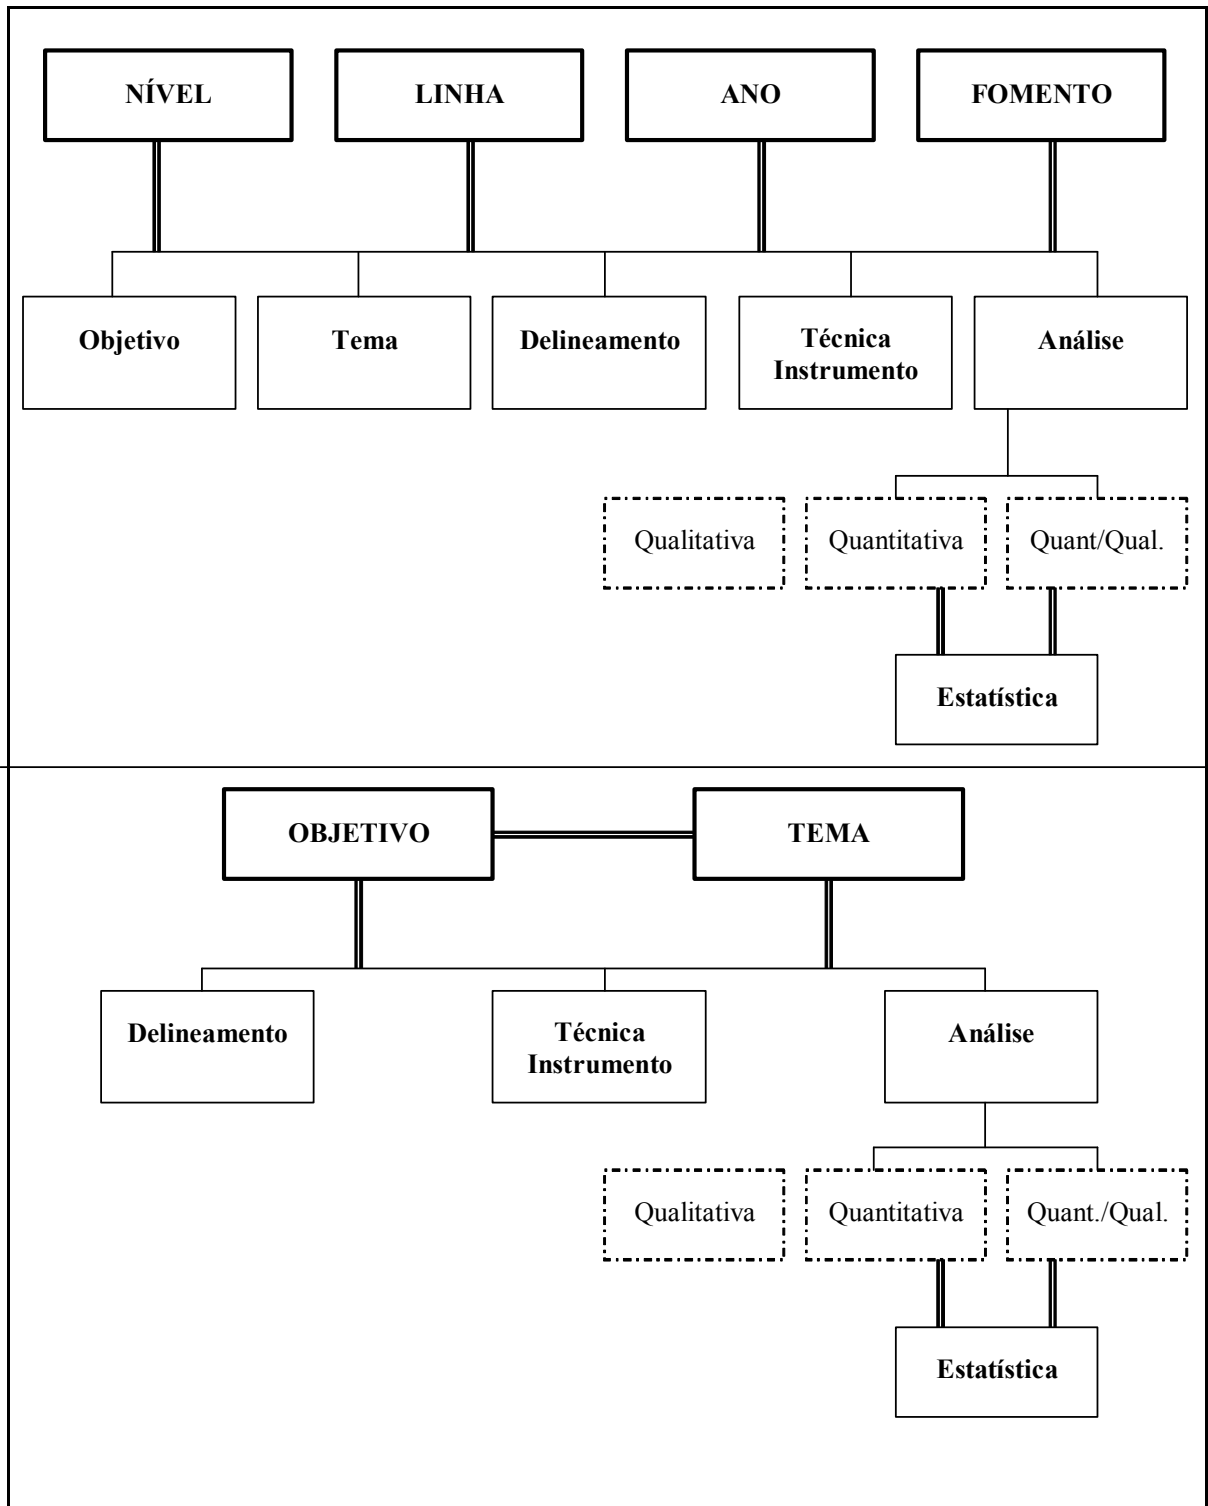 NÍVEL
LINHA
ANO
FOMENTO
Objetivo
Tema
Delineamento
Técnica
Instrumento
Análise
Qualitativa
Quantitativa
Quant/Qual.
Estatística
OBJETIVO
TEMA
Delineamento
Técnica
Instrumento
Análise
Qualitativa
Quantitativa
Quant./Qual.
Estatística